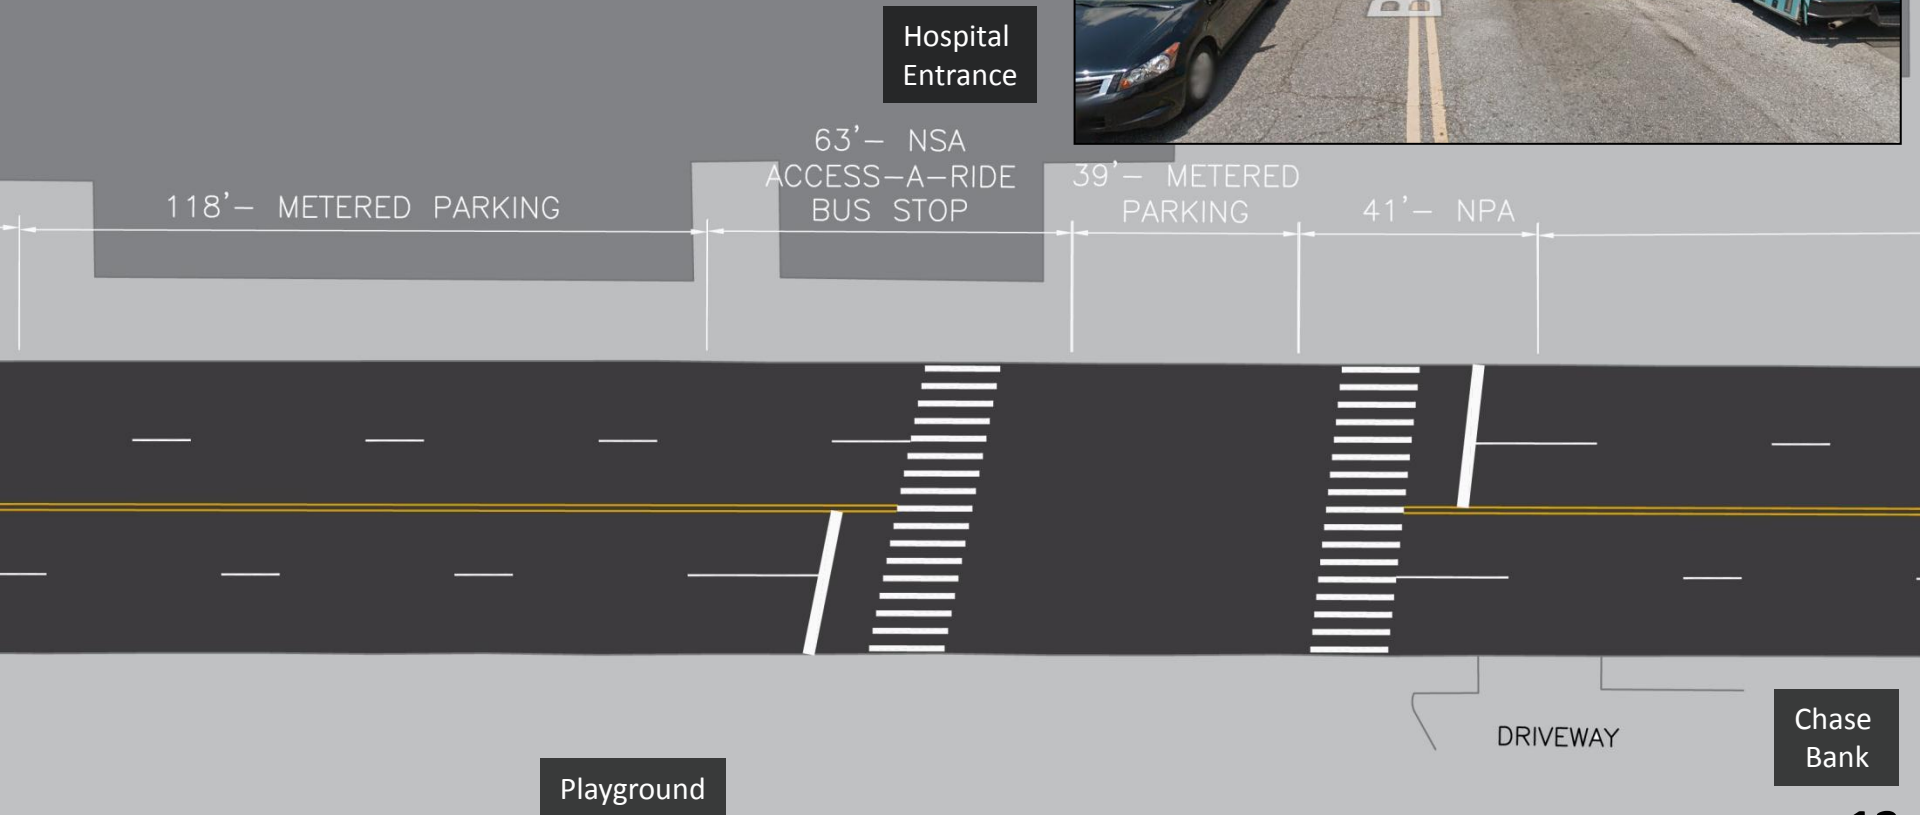 Hospital
Entrance
63'– NSA
ACCESS–A–RIDE
BUS STOP
118'– METERED PARKING
39'– METERED
PARKING
41'– NPA
DRIVEWAY
Chase
Bank
Playground